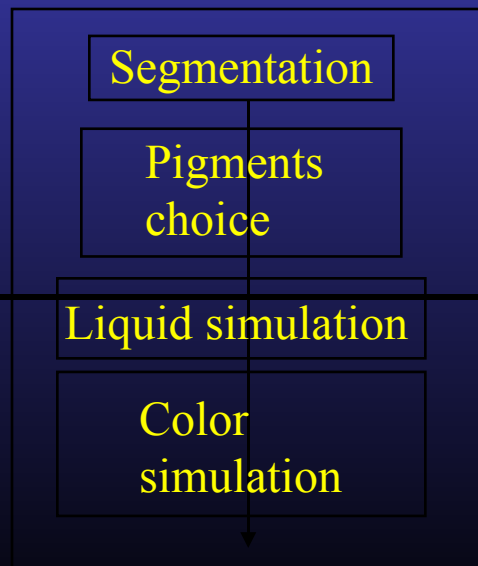 Segmentation
Pigments
choice
Liquid simulation
Color
simulation